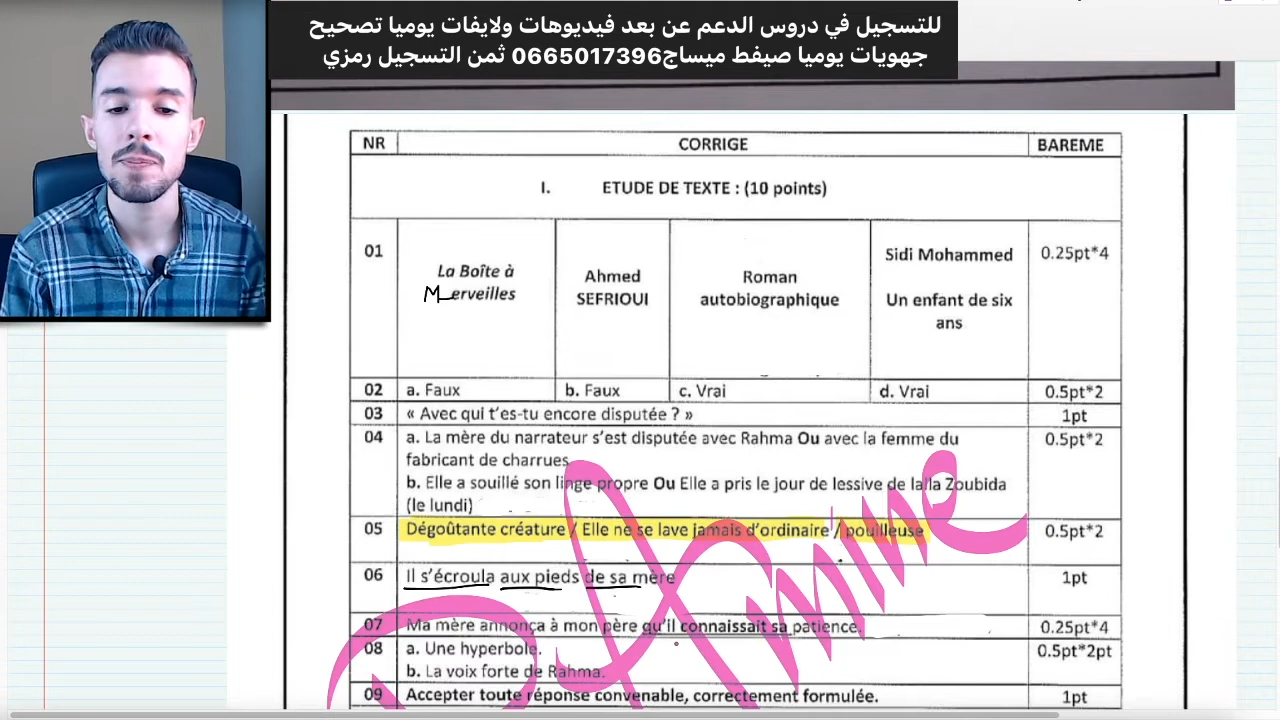 للتسجيل في دروس الدعم عن بعد فيديوهات ولايفات يوميا تصحيح
جهويات يوميا صيفط ميساج0665017396 ثمن التسجيل رمزي
NR CORRIGE BAREME
I. ETUDE DE TEXTE : (10 points)
01 La Boîte à Merveilles Ahmed SEFRIOUI Roman autobiographique Sidi Mohammed Un enfant de six ans 0.25pt*4
02 a. Faux b. Faux c. Vrai d. Vrai 0.5pt*2
03 « Avec qui t'es-tu encore disputée ? » 1pt
04 a. La mère du narrateur s'est disputée avec Rahma Ou avec la femme du 0.5pt*2
fabricant de charrues.
b. Elle a souillé son linge propre Ou Elle a pris le jour de lessive de lalla Zoubida
(le lundi)
05 Dégoûtante créature / Elle ne se lave jamais d'ordinaire / pouilleuse 0.5pt*2
06 Il s'écroula aux pieds de sa mère 1pt
07 Ma mère annonça à mon père qu'il connaissait sa patience. 0.25pt*4
08 a. Une hyperbole. 0.5pt*2pt
b. La voix forte de Rahma.
09 Accepter toute réponse convenable, correctement formulée. 1pt
Amine